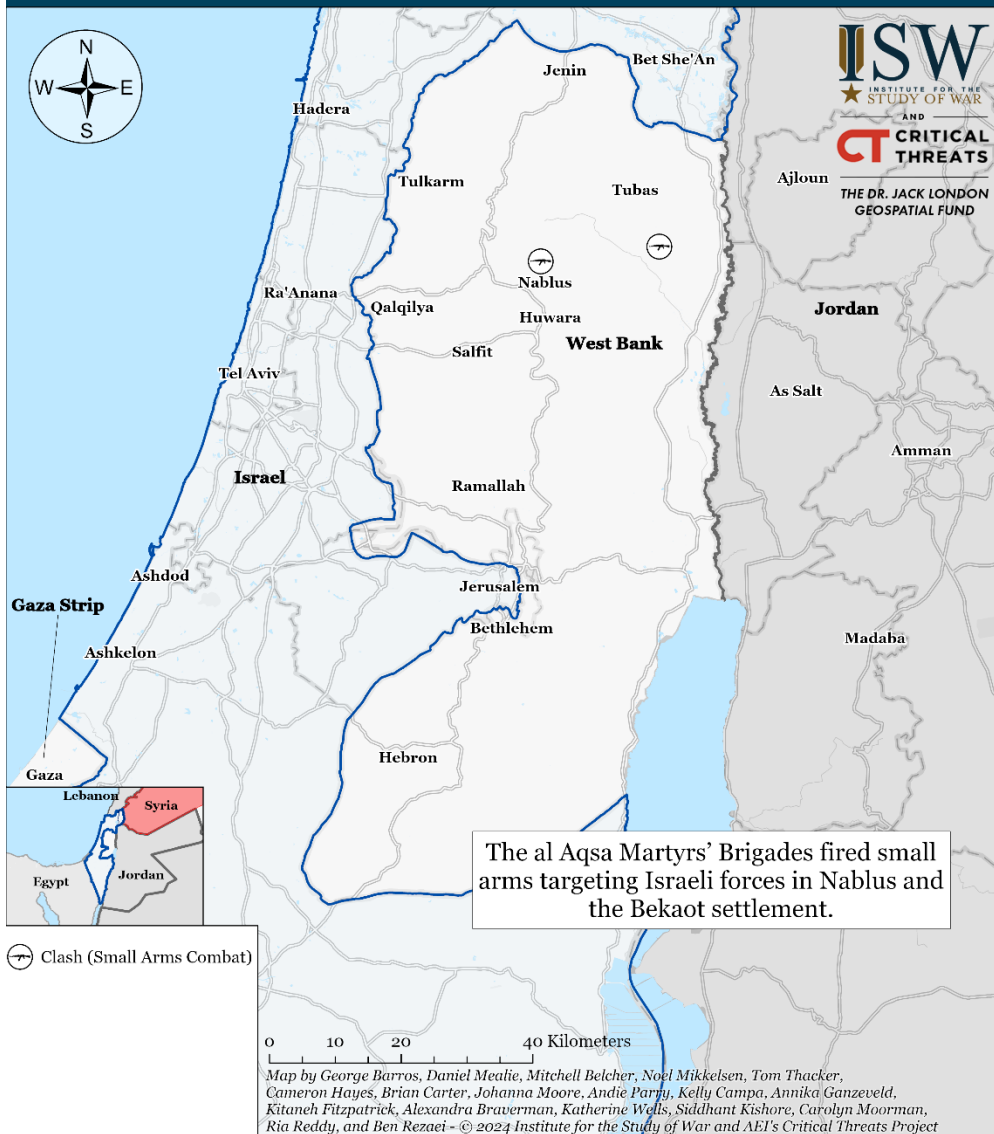 N
W E
S
ISW
INSTITUTE FOR THE
STUDY OF WAR
AND
CT CRITICAL
THREATS
THE DR. JACK LONDON
GEOSPATIAL FUND
Jenin
Bet She'An
Hadera
Tulkarm
Tubas
Ajloun
Nablus
Ra'Anana
Qalqilya
Huwara
Jordan
Salfit
West Bank
Tel Aviv
As Salt
Amman
Israel
Ramallah
Ashdod
Jerusalem
Gaza Strip
Bethlehem
Madaba
Ashkelon
Hebron
Gaza
Lebanon
Syria
Egypt
Jordan
The al Aqsa Martyrs' Brigades fired small
arms targeting Israeli forces in Nablus and
the Bekaot settlement.
Clash (Small Arms Combat)
0 10 20 40 Kilometers
Map by George Barros, Daniel Mealie, Mitchell Belcher, Noel Mikkelsen, Tom Thacker,
Cameron Hayes, Brian Carter, Johanna Moore, Andie Parry, Kelly Campa, Annika Ganzeveld,
Kitaneh Fitzpatrick, Alexandra Braverman, Katherine Wells, Siddhant Kishore, Carolyn Moorman,
Ria Reddy, and Ben Rezaei - © 2024 Institute for the Study of War and AEI's Critical Threats Project